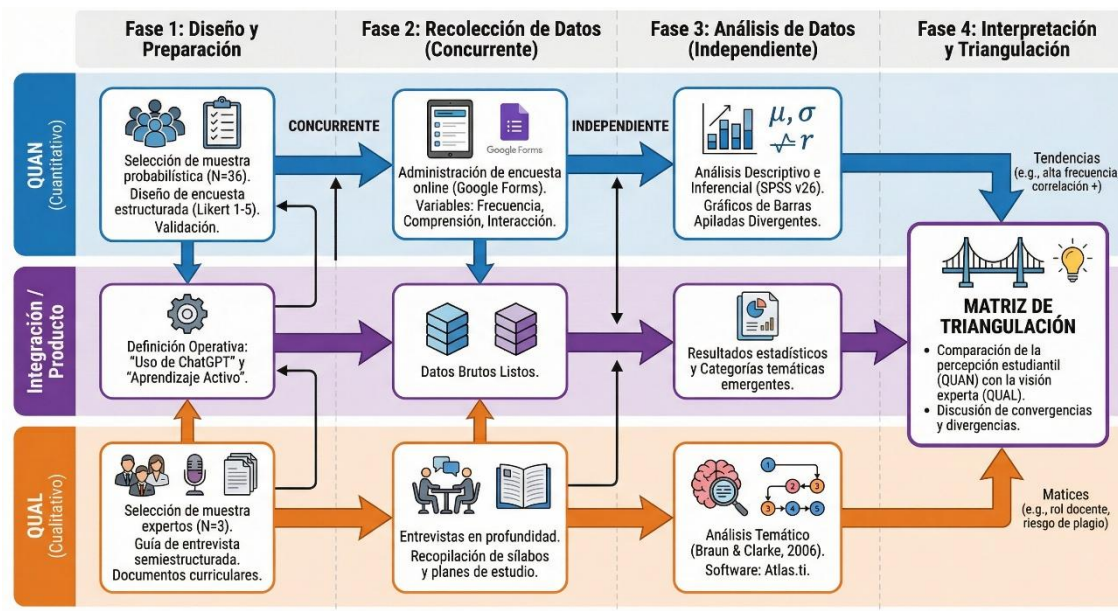 Fase 1: Diseño y
Preparación
Fase 2: Recolección de Datos
(Concurrente)
Fase 3: Análisis de Datos
(Independiente)
Fase 4: Interpretación
y Triangulación
QUAN
(Cuantitativo)
Selección de muestra
probabilística (N=36).
Diseño de encuesta
estructurada (Likert 1-5).
Validación.
CONCURRENTE
Google Forms
Administración de encuesta
online (Google Forms).
Variables: Frecuencia,
Comprensión, Interacción.
INDEPENDIENTE
μ, σ
r
Análisis Descriptivo e
Inferencial (SPSS v26).
Gráficos de Barras
Apiladas Divergentes.
Tendencias
(e.g., alta frecuencia
correlación +)
Integración /
Producto
Definición Operativa:
“Uso de ChatGPT” y
“Aprendizaje Activo”.
Datos Brutos Listos.
Resultados estadísticos
y Categorías temáticas
emergentes.
MATRIZ DE
TRIANGULACIÓN
• Comparación de la
percepción estudiantil
(QUAN) con la visión
experta (QUAL).
• Discusión de convergencias
y divergencias.
QUAL
(Cualitativo)
Selección de muestra
expertos (N=3).
Guía de entrevista
semiestructurada.
Documentos curriculares.
Entrevistas en profundidad.
Recopilación de sílabos
y planes de estudio.
1
2 3
3 4 5
Análisis Temático
(Braun & Clarke, 2006).
Software: Atlas.ti.
Matices
(e.g., rol docente,
riesgo de plagio)